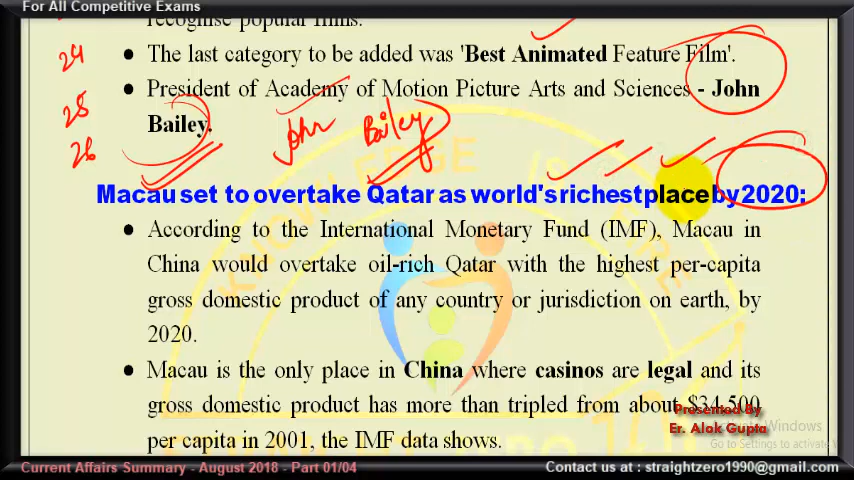 For All Competitive Exams
recognise popular films.
24
● The last category to be added was 'Best Animated Feature Film'.
25
● President of Academy of Motion Picture Arts and Sciences - John
26
Bailey.
John Bailey
Macau set to overtake Qatar as world's richest place by 2020:
● According to the International Monetary Fund (IMF), Macau in
China would overtake oil-rich Qatar with the highest per-capita
gross domestic product of any country or jurisdiction on earth, by
2020.
● Macau is the only place in China where casinos are legal and its
gross domestic product has more than tripled from about $34,500
per capita in 2001, the IMF data shows.
Presented By
Er. Alok Gupta
Go to Settings to activate W
Current Affairs Summary - August 2018 - Part 01/04
Contact us at : straightzero1990@gmail.com
KNOWLEDGE